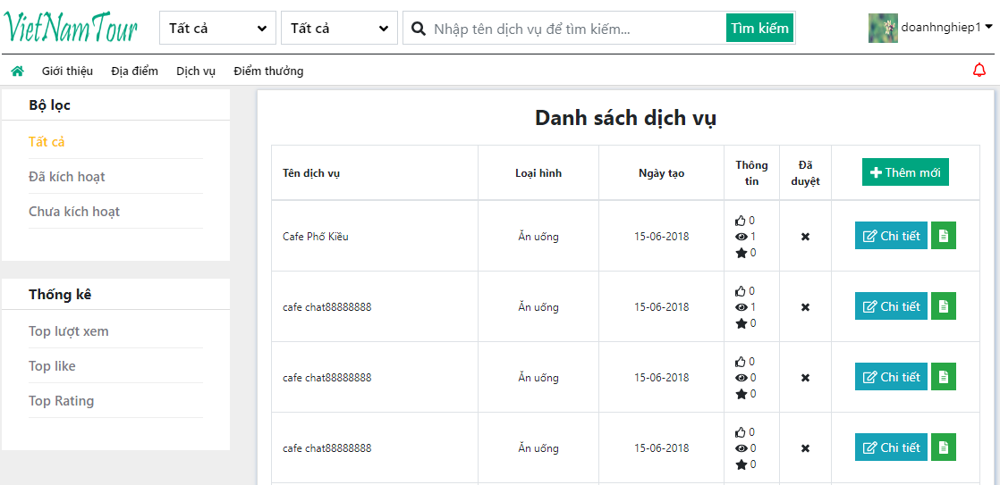 VietNamTour
Tất cả
Tất cả
Nhập tên dịch vụ để tìm kiếm...
Tìm kiếm
doanhnghiep1
Giới thiệu
Địa điểm
Dịch vụ
Điểm thưởng
Bộ lọc
Tất cả
Đã kích hoạt
Chưa kích hoạt
Thống kê
Top lượt xem
Top like
Top Rating
Danh sách dịch vụ
Tên dịch vụ
Loại hình
Ngày tạo
Thông
tin
Đã
duyệt
Thêm mới
Cafe Phố Kiều
Ăn uống
15-06-2018
0
1
0
Chi tiết
cafe chat88888888
Ăn uống
15-06-2018
0
1
0
Chi tiết
cafe chat88888888
Ăn uống
15-06-2018
0
0
0
Chi tiết
cafe chat88888888
Ăn uống
15-06-2018
0
0
0
Chi tiết